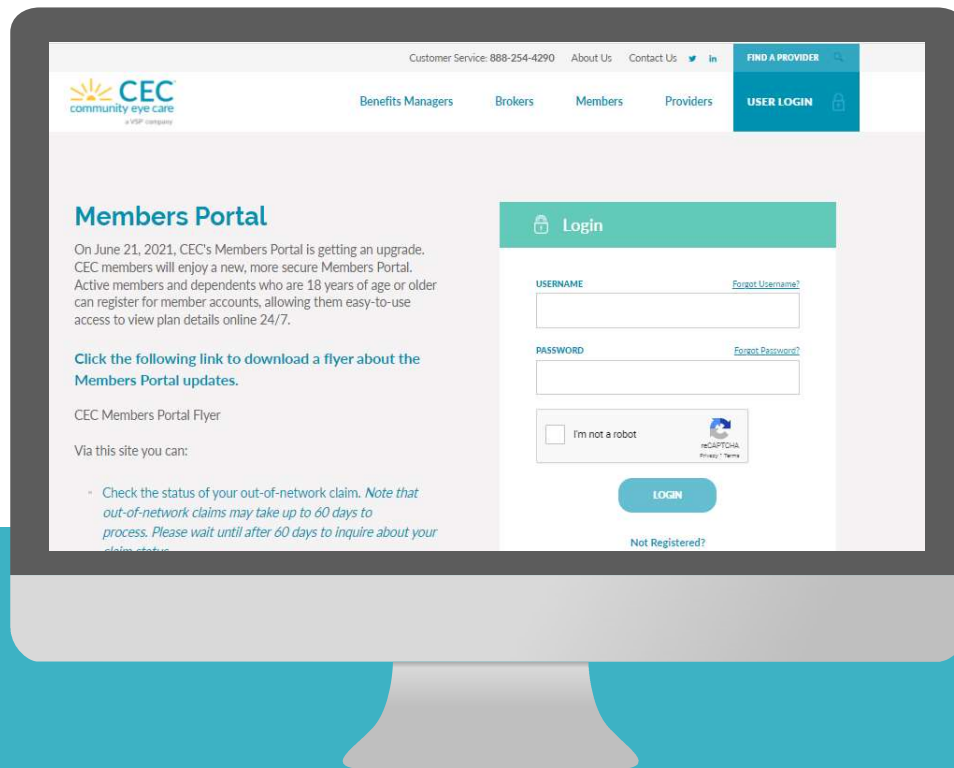 Customer Service: 888-254-4290 About Us Contact Us in FIND A PROVIDER
CEC
community eye care
a VSP company
Benefits Managers Brokers Members Providers USER LOGIN
Members Portal
On June 21, 2021, CEC's Members Portal is getting an upgrade.
CEC members will enjoy a new, more secure Members Portal.
Active members and dependents who are 18 years of age or older
can register for member accounts, allowing them easy-to-use
access to view plan details online 24/7.
Click the following link to download a flyer about the
Members Portal updates.
CEC Members Portal Flyer
Via this site you can:
Check the status of your out-of-network claim. Note that
out-of-network claims may take up to 60 days to
process. Please wait until after 60 days to inquire about your
claim status
Login
USERNAME Forgot Username?
PASSWORD Forgot Password?
I'm not a robot
reCAPTCHA
Privacy * Terms
LOGIN
Not Registered?